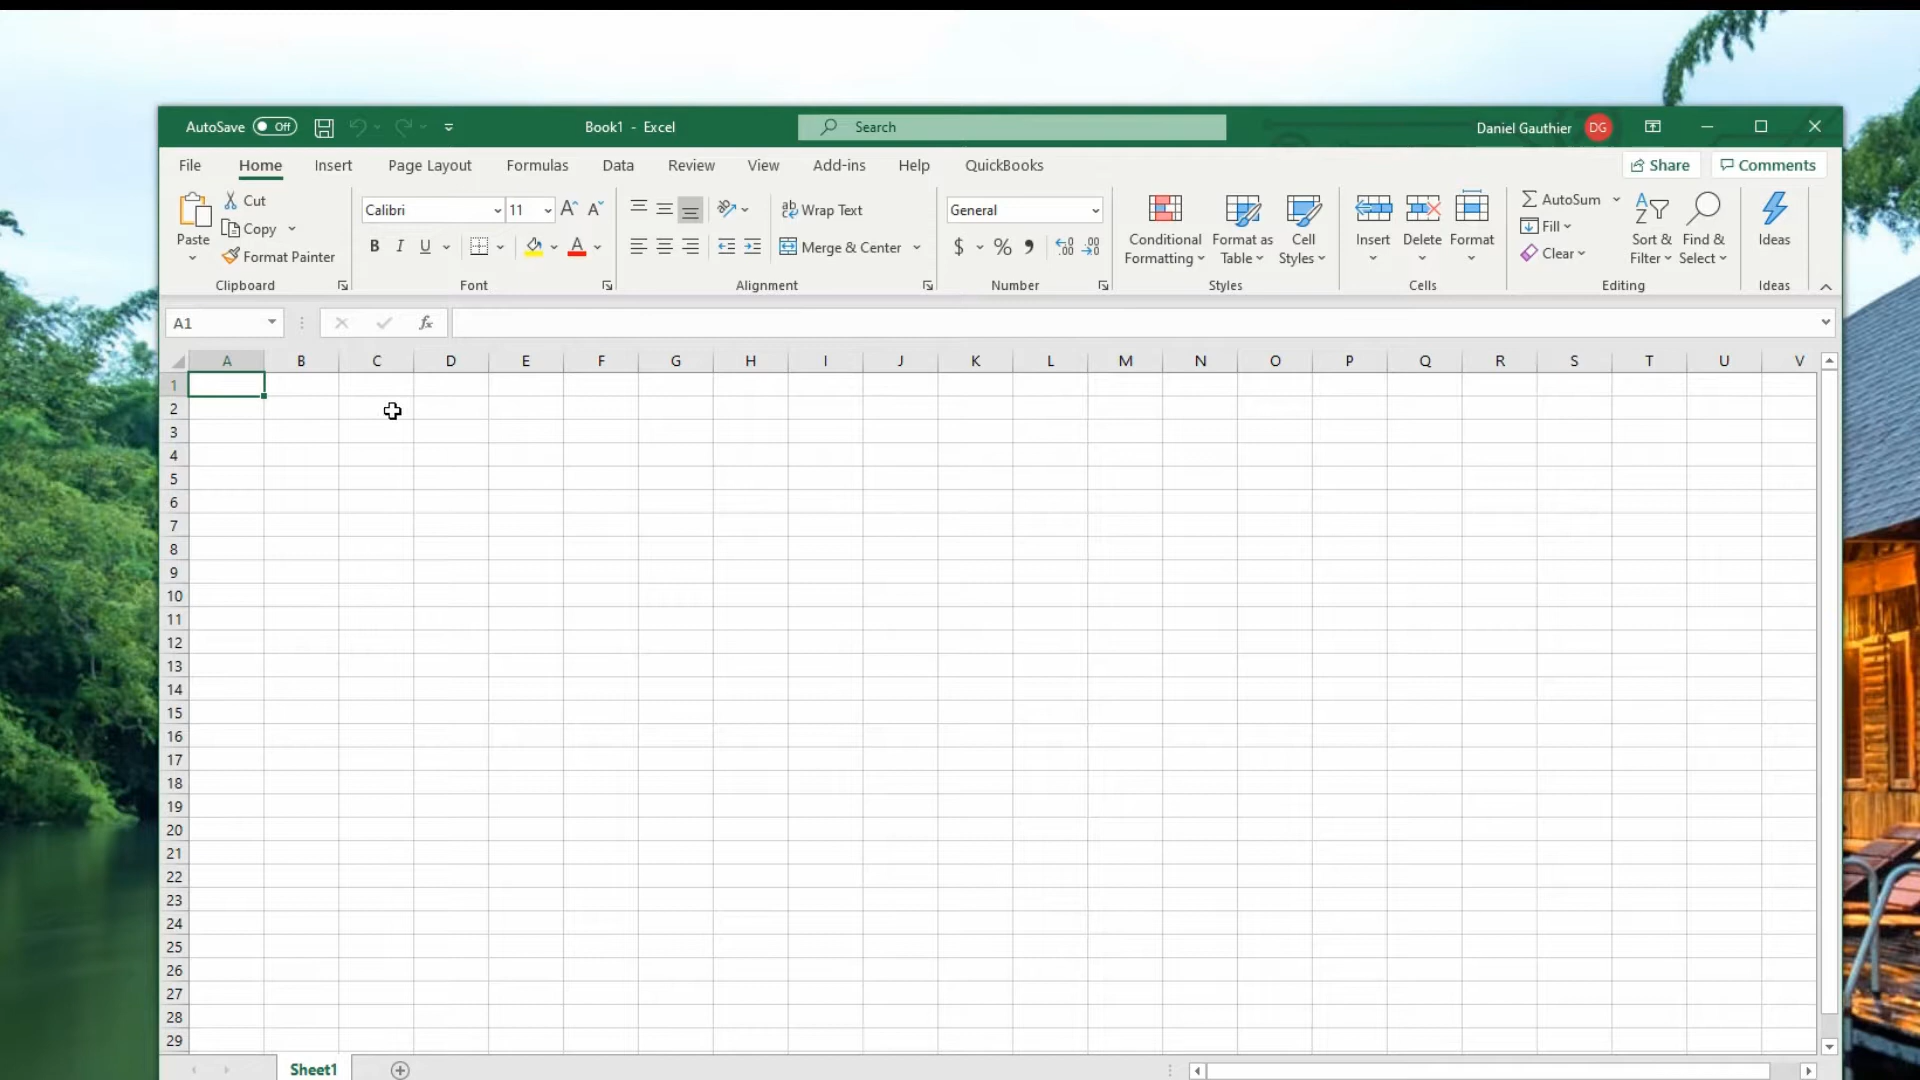 AutoSave Off Book1 - Excel Search Daniel Gauthier DG
File Home Insert Page Layout Formulas Data Review View Add-ins Help QuickBooks Share Comments
Paste Cut Copy Format Painter Clipboard
Calibri 11 B I U A Font
Wrap Text Merge & Center Alignment
General $ % Number
Conditional Formatting Format as Table Cell Styles Styles
Insert Delete Format Cells
AutoSum Fill Clear Sort & Filter Find & Select Editing
Ideas Ideas
A1 fx
A B C D E F G H I J K L M N O P Q R S T U V
1
2
3
4
5
6
7
8
9
10
11
12
13
14
15
16
17
18
19
20
21
22
23
24
25
26
27
28
29
Sheet1